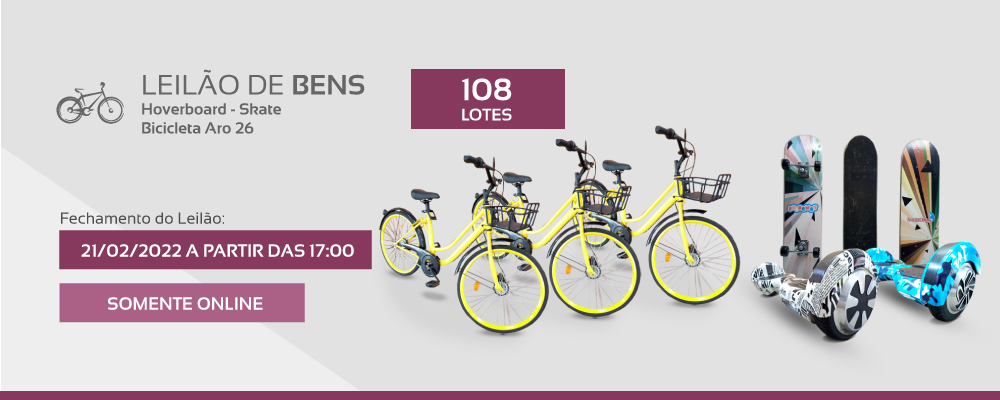 LEILÃO DE BENS
Hoverboard - Skate
Bicicleta Aro 26
108
LOTES
Fechamento do Leilão:
21/02/2022 A PARTIR DAS 17:00
SOMENTE ONLINE